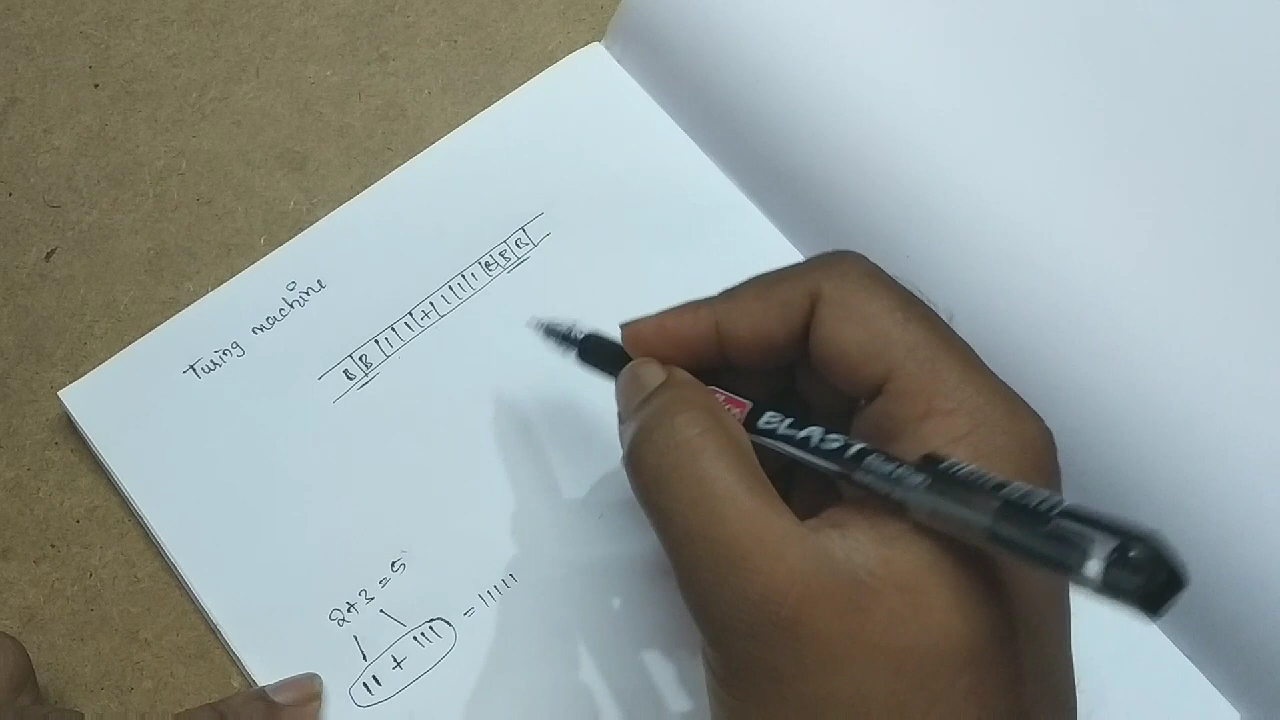 Turing machine
B B 1 1 + 1 1 1 B B B
2+3 = 5
11 + 111 = 11111
BLAST